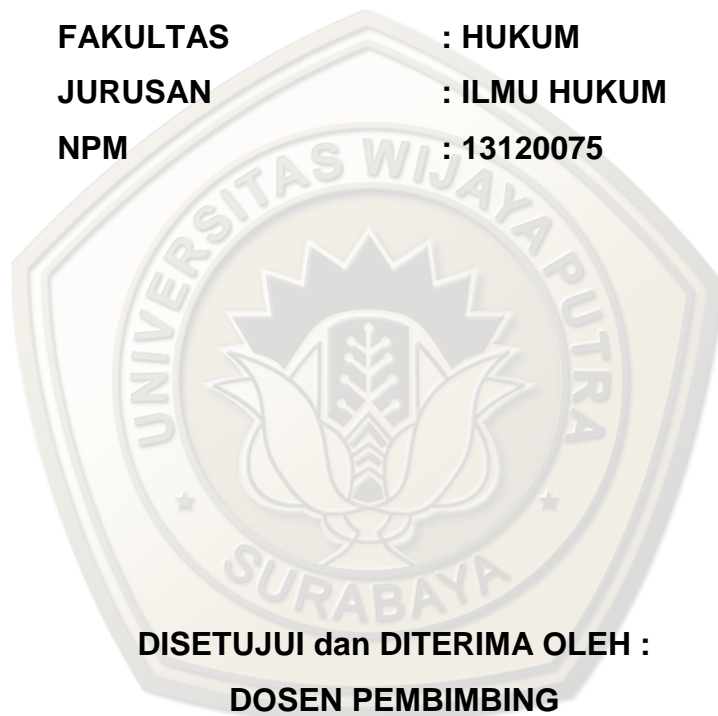 FAKULTAS : HUKUM
JURUSAN : ILMU HUKUM
NPM : 13120075
UNIVERSITAS WIJAYA PUTRA
SURABAYA
DISETUJUI dan DITERIMA OLEH :
DOSEN PEMBIMBING